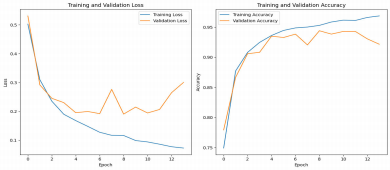 Training and Validation Loss
Training Loss
Validation Loss
Loss
0.5
0.4
0.3
0.2
0.1
0 2 4 6 8 10 12
Epoch
Training and Validation Accuracy
Training Accuracy
Validation Accuracy
Accuracy
0.95
0.90
0.85
0.80
0.75
0 2 4 6 8 10 12
Epoch